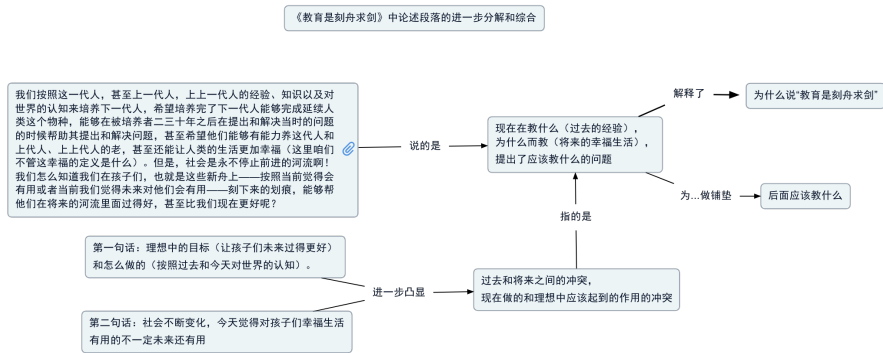 《教育是刻舟求剑》中论述段落的进一步分解和综合
我们按照这一代人，甚至上一代人，上上一代人的经验、知识以及对
世界的认知来培养下一代人，希望培养完了下一代人能够完成延续人
类这个物种，能够在被培养者二三十年之后在提出和解决当时的问题
的时候帮助其提出和解决问题，甚至希望他们能够有能力养这代人和
上代人、上上代人的老，甚至还能让人类的生活更加幸福（这里咱们
不管这幸福的定义是什么）。但是，社会是永不停止前进的河流啊！
我们怎么知道我们在孩子们，也就是这些新舟上——按照当前觉得会
有用或者当前我们觉得未来对他们会有用——刻下来的划痕，能够帮
他们在将来的河流里面过得好，甚至比我们现在更好呢？
说的是
现在在教什么（过去的经验），
为什么而教（将来的幸福生活），
提出了应该教什么的问题
解释了
为什么说“教育是刻舟求剑”
为...做铺垫
后面应该教什么
指的是
第一句话：理想中的目标（让孩子们未来过得更好）
和怎么做的（按照过去和今天对世界的认知）。
第二句话：社会不断变化，今天觉得对孩子们幸福生活
有用的不一定未来还有用
进一步凸显
过去和将来之间的冲突，
现在做的和理想中应该起到的作用的冲突